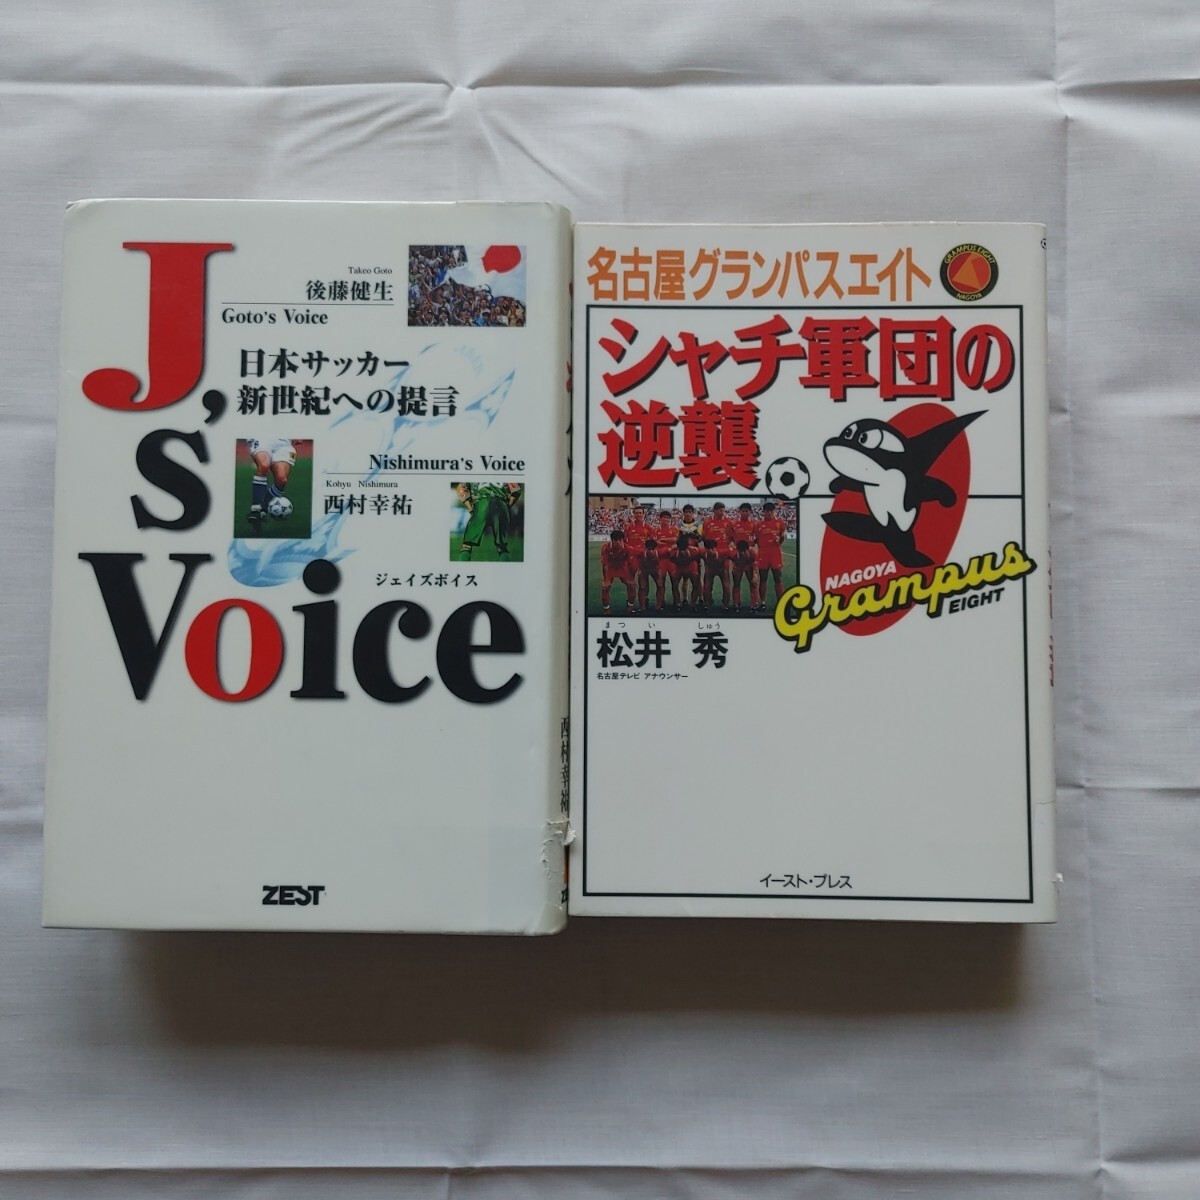 J's
Voice
Takeo Goto
後藤健生
Goto's Voice
日本サッカー
新世紀への提言
Nishimura's Voice
Kohyu Nishimura
西村幸祐
ジェイズボイス
ZEST
西村幸祐
名古屋グランパスエイト
GRAMPUS EIGHT
NAGOYA
シャチ軍団の
逆襲
NAGOYA
Grampus
EIGHT
まつい しゅう
松井 秀
名古屋テレビ アナウンサー
イースト・プレス